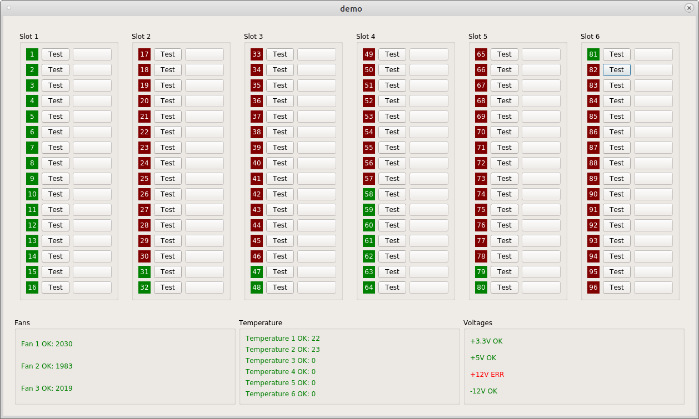 demo
Slot 1 Slot 2 Slot 3 Slot 4 Slot 5 Slot 6
1 Test 17 Test 33 Test 49 Test 65 Test 81 Test
2 Test 18 Test 34 Test 50 Test 66 Test 82 Test
3 Test 19 Test 35 Test 51 Test 67 Test 83 Test
4 Test 20 Test 36 Test 52 Test 68 Test 84 Test
5 Test 21 Test 37 Test 53 Test 69 Test 85 Test
6 Test 22 Test 38 Test 54 Test 70 Test 86 Test
7 Test 23 Test 39 Test 55 Test 71 Test 87 Test
8 Test 24 Test 40 Test 56 Test 72 Test 88 Test
9 Test 25 Test 41 Test 57 Test 73 Test 89 Test
10 Test 26 Test 42 Test 58 Test 74 Test 90 Test
11 Test 27 Test 43 Test 59 Test 75 Test 91 Test
12 Test 28 Test 44 Test 60 Test 76 Test 92 Test
13 Test 29 Test 45 Test 61 Test 77 Test 93 Test
14 Test 30 Test 46 Test 62 Test 78 Test 94 Test
15 Test 31 Test 47 Test 63 Test 79 Test 95 Test
16 Test 32 Test 48 Test 64 Test 80 Test 96 Test
Fans
Fan 1 OK: 2030
Fan 2 OK: 1983
Fan 3 OK: 2019
Temperature
Temperature 1 OK: 22
Temperature 2 OK: 23
Temperature 3 OK: 0
Temperature 4 OK: 0
Temperature 5 OK: 0
Temperature 6 OK: 0
Voltages
+3.3V OK
+5V OK
+12V ERR
-12V OK